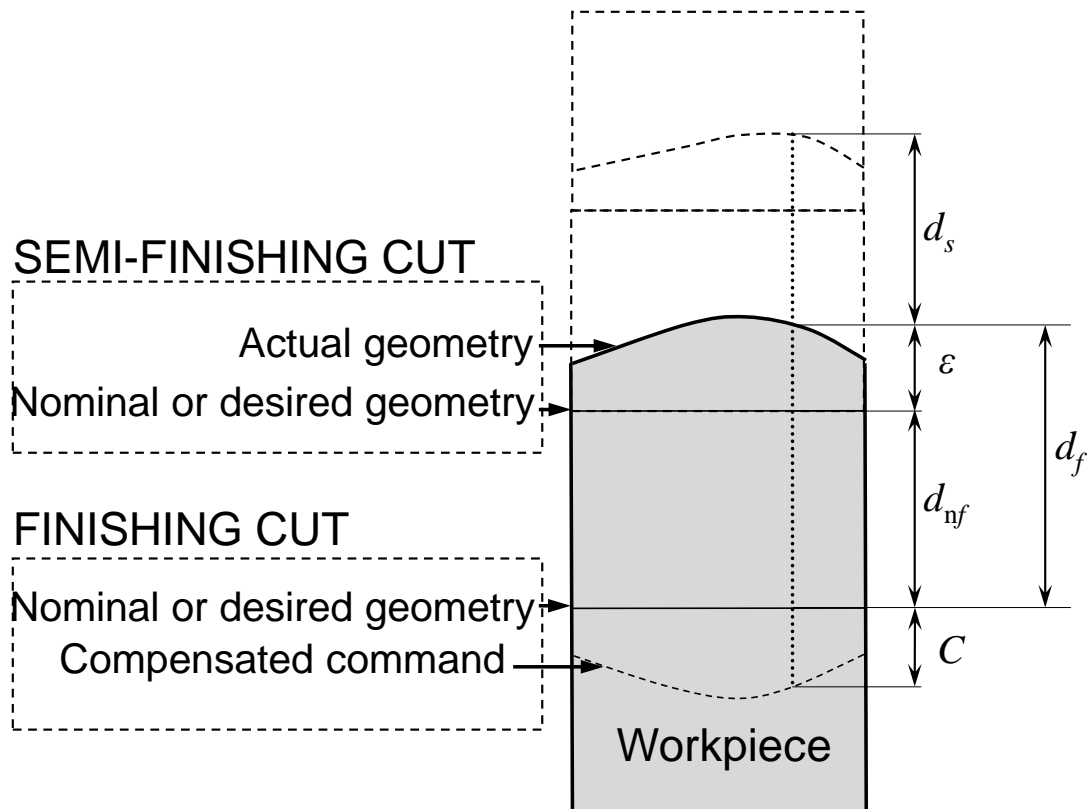 SEMI-FINISHING CUT
Actual geometry
Nominal or desired geometry
FINISHING CUT
Nominal or desired geometry
Compensated command
Workpiece
d_s
ε
d_f
d_nf
C